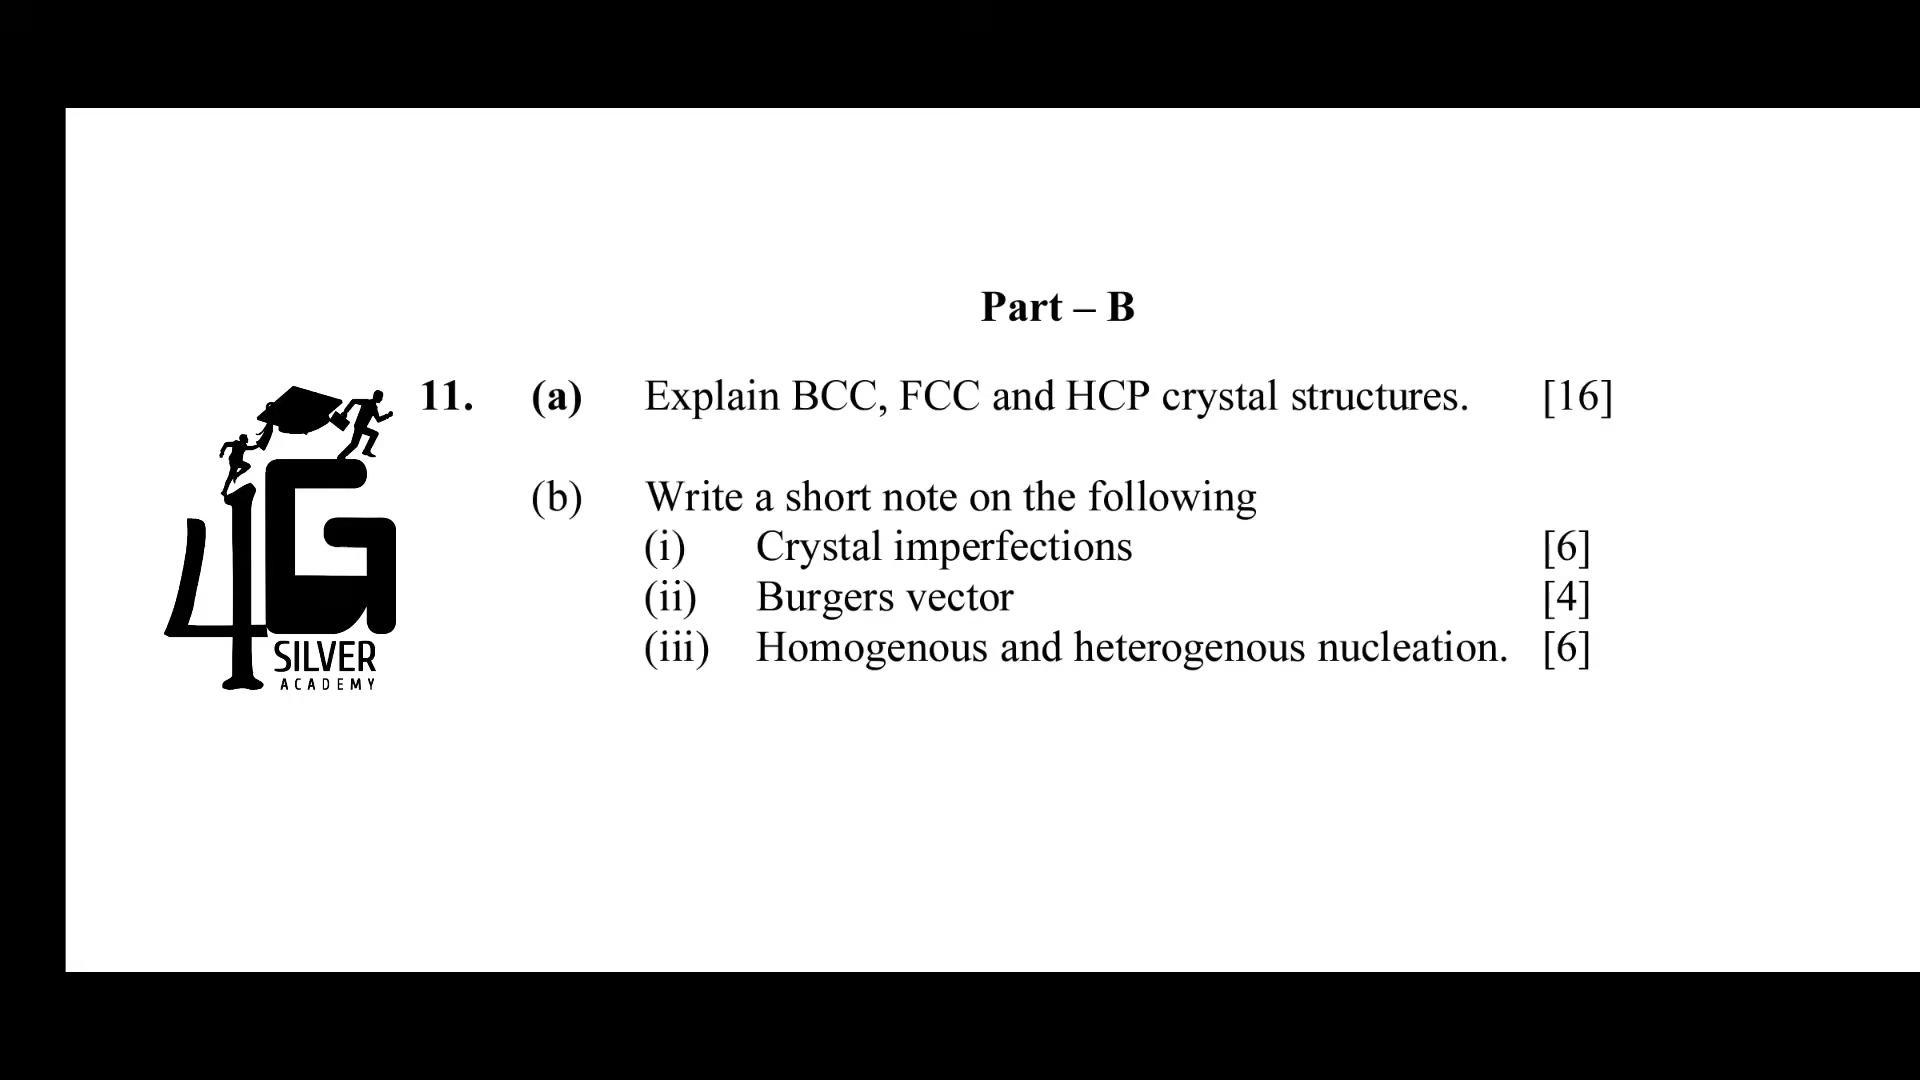 Part – B
11. (a) Explain BCC, FCC and HCP crystal structures. [16]
(b) Write a short note on the following
(i) Crystal imperfections [6]
(ii) Burgers vector [4]
(iii) Homogenous and heterogenous nucleation. [6]
4G
SILVER
ACADEMY